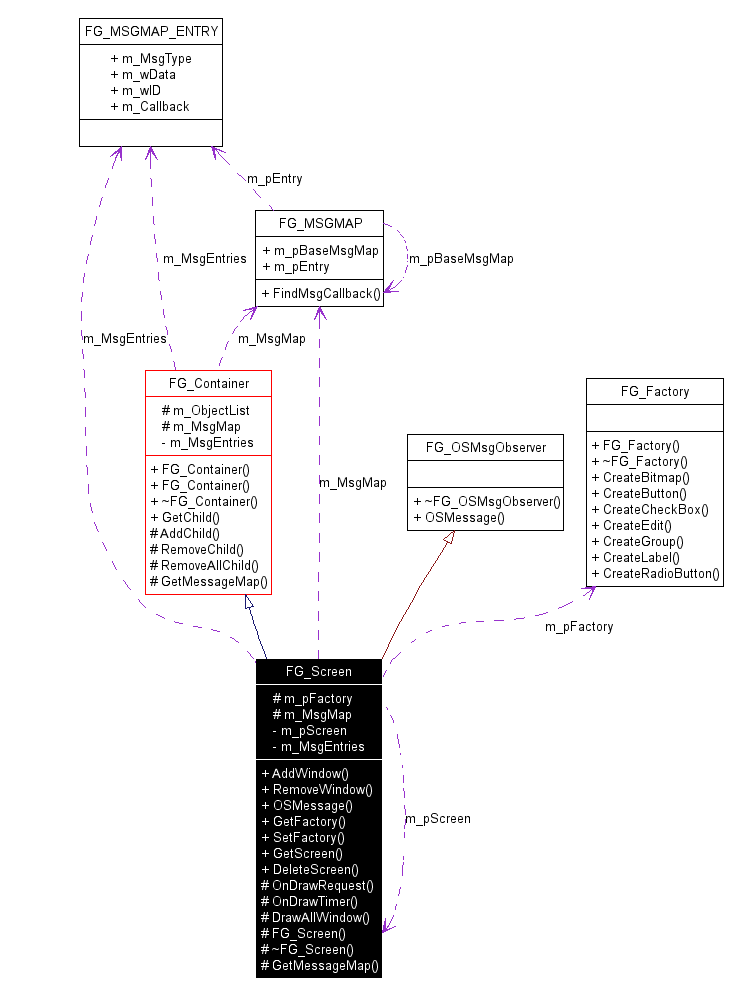 FG_MSGMAP_ENTRY
+ m_MsgType
+ m_wData
+ m_wID
+ m_Callback
m_pEntry
FG_MSGMAP
+ m_pBaseMsgMap
+ m_pEntry
+ FindMsgCallback()
m_pBaseMsgMap
m_MsgEntries
m_MsgEntries
m_MsgMap
FG_Container
# m_ObjectList
# m_MsgMap
- m_MsgEntries
+ FG_Container()
+ FG_Container()
+ ~FG_Container()
+ GetChild()
# AddChild()
# RemoveChild()
# RemoveAllChild()
# GetMessageMap()
m_MsgMap
FG_OSMsgObserver
+ ~FG_OSMsgObserver()
+ OSMessage()
FG_Factory
+ FG_Factory()
+ ~FG_Factory()
+ CreateBitmap()
+ CreateButton()
+ CreateCheckBox()
+ CreateEdit()
+ CreateGroup()
+ CreateLabel()
+ CreateRadioButton()
m_pFactory
FG_Screen
# m_pFactory
# m_MsgMap
- m_pScreen
- m_MsgEntries
+ AddWindow()
+ RemoveWindow()
+ OSMessage()
+ GetFactory()
+ SetFactory()
+ GetScreen()
+ DeleteScreen()
# OnDrawRequest()
# OnDrawTimer()
# DrawAllWindow()
# FG_Screen()
# ~FG_Screen()
# GetMessageMap()
m_pScreen